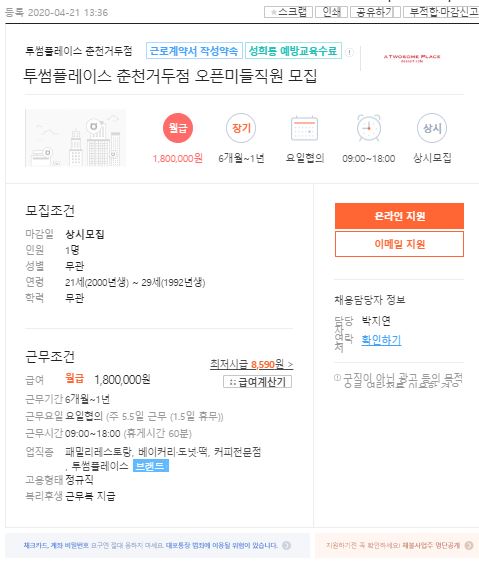 등록 2020-04-21 13:36
★스크랩 인쇄 공유하기 부적합·마감신고
투썸플레이스 춘천거두점 근로계약서 작성약속 성희롱 예방교육수료
투썸플레이스 춘천거두점 오픈미들직원 모집
A TWOSOME PLACE
월급 장기 상시
1,800,000원 6개월~1년 요일협의 09:00~18:00 상시모집
모집조건
마감일 상시모집
인원 1명
성별 무관
연령 21세(2000년생) ~ 29세(1992년생)
학력 무관
온라인 지원
이메일 지원
채용담당자 정보
담당자 박지연
연락처 확인하기
구직이 아닌 광고 등의 목적
근무조건
최저시급 8,590원 >
급여 월급 1,800,000원
급여계산기
근무기간 6개월~1년
근무요일 요일협의 (주 5.5일 근무 (1.5일 휴무))
근무시간 09:00~18:00 (휴게시간 60분)
업직종 패밀리레스토랑, 베이커리·도넛·떡, 커피전문점
, 투썸플레이스 브랜드
고용형태 정규직
복리후생 근무복 지급
체크카드, 계좌 비밀번호 요구엔 절대 응하지 마세요. 대포통장 범죄에 이용될 위험이 있습니다.
지원하기전 꼭 확인하세요! 체불사업주 명단공개